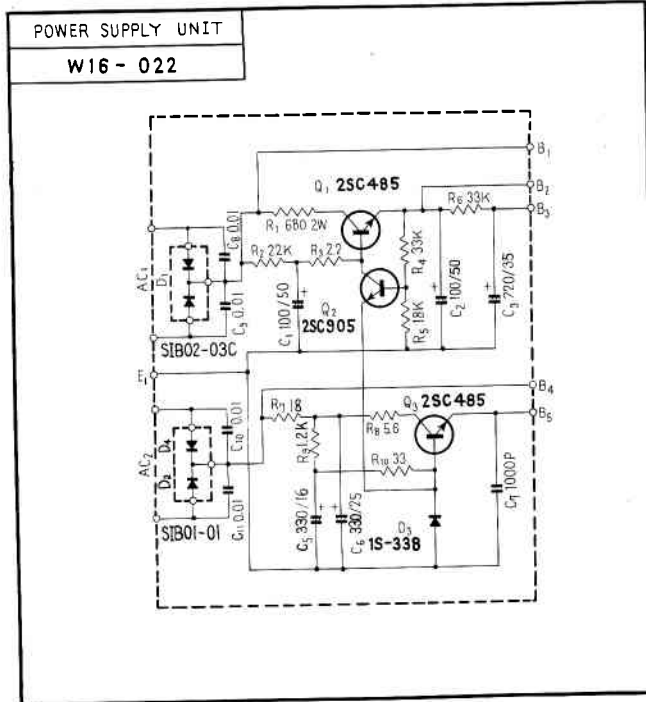 POWER SUPPLY UNIT
W16 - 022
B1
B2
Q1 2SC485
R6 33K
B3
R1 680 2W
C8 0.01
R2 22K
R3 2.2
R4 33K
AC1
D1
C9 0.01
C1 100/50
Q2
2SC905
R5 18K
C2 100/50
C3 220/35
SIB02-03C
E1
B4
R7 18
Q3 2SC485
B5
R8 56
C10 0.01
R9 1.2K
AC2
D4
D2
R10 33
C11 0.01
C5 330/16
C6 330/25
D3
1S-338
C7 1000P
SIB01-01